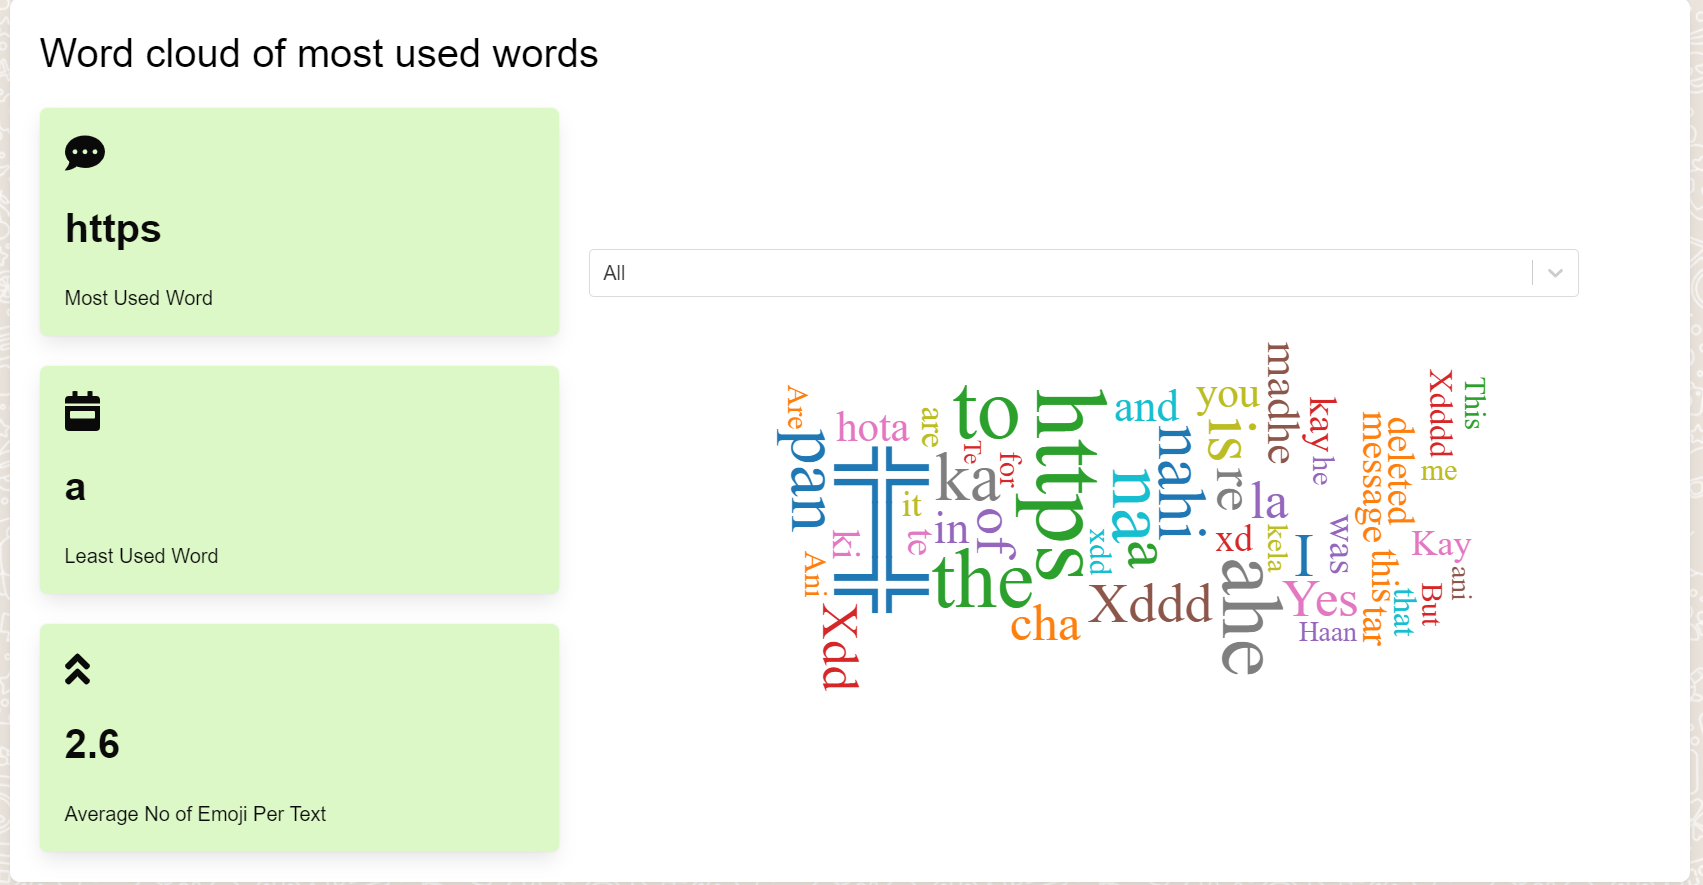 Word cloud of most used words
https
Most Used Word
a
Least Used Word
2.6
Average No of Emoji Per Text
All
Are
pan
hota
are
to
https
and
you
madhe
kay
he
Xdddd
This
deleted
message
me
Te
for
ka
it
in
of
te
ki
Ani
╬╬
the
cha
Xdd
naa
nahi
is
re
la
xdd
a
xd
kela
I
was
Kay
ani
this
that
But
tar
Xddd
ahe
Yes
Haan